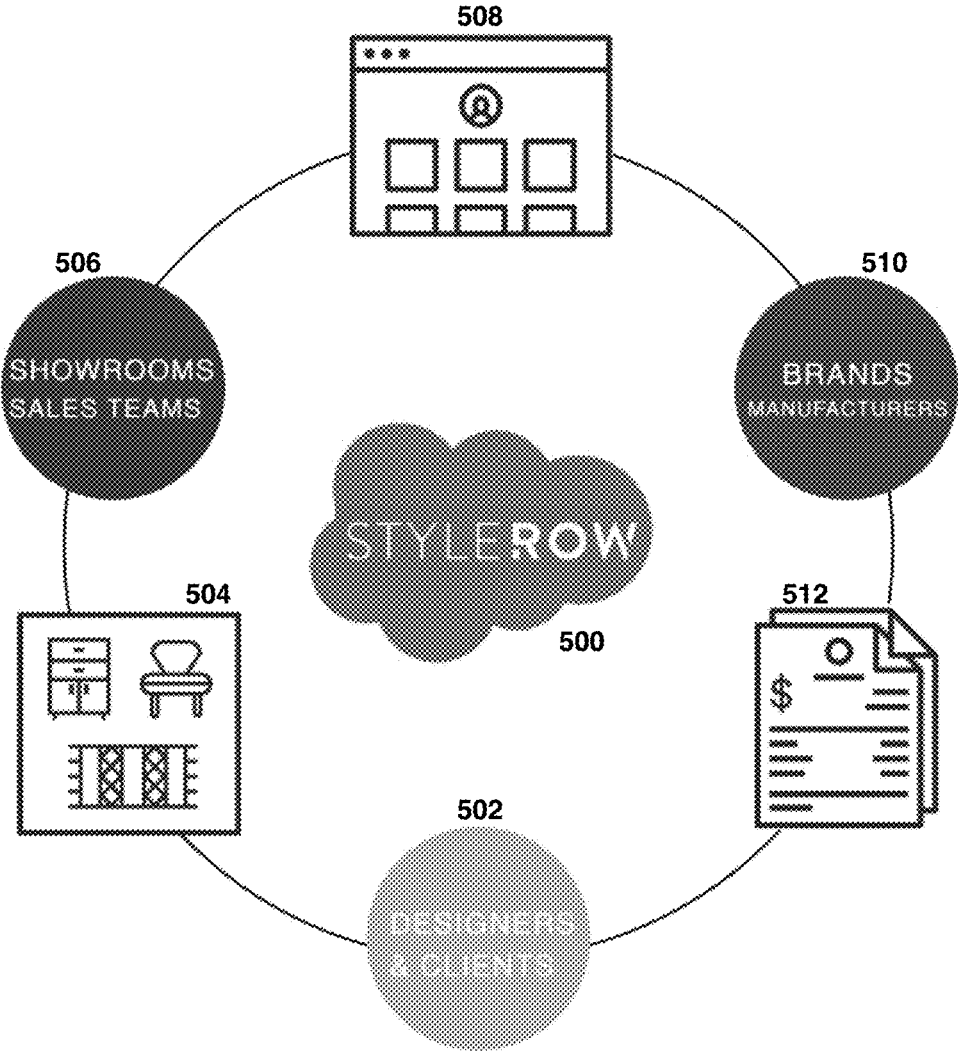 508
506
510
SHOWROOMS
SALES TEAMS
BRANDS
MANUFACTURERS
STYLEROW
504
512
500
$
502
DESIGNERS
& CLIENTS